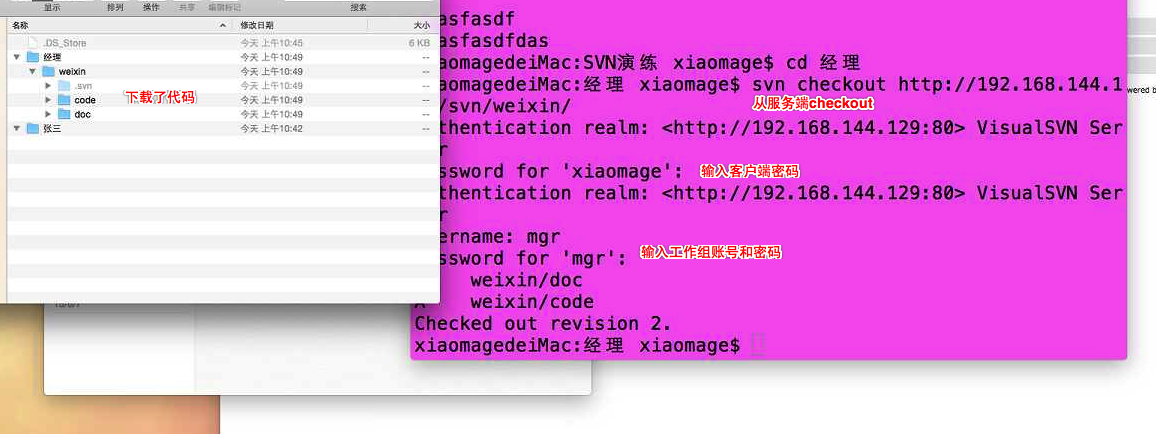 显示
排列
操作
共享
编辑标记
搜索
名称
修改日期
大小
.DS_Store
今天 上午10:45
6 KB
经理
今天 上午10:49
--
weixin
今天 上午10:49
--
.svn
今天 上午10:49
--
code
今天 上午10:49
--
doc
今天 上午10:49
--
张三
今天 上午10:42
--
下载了代码
asfasdf
asfasdfdas
aomagedeiMac:SVN演练 xiaomage$ cd 经理
aomagedeiMac:经理 xiaomage$ svn checkout http://192.168.144.1
/svn/weixin/
从服务端checkout
thentication realm: <http://192.168.144.129:80> VisualSVN Ser
r
ssword for 'xiaomage':
输入客户端密码
thentication realm: <http://192.168.144.129:80> VisualSVN Ser
r
ername: mgr
ssword for 'mgr':
输入工作组账号和密码
weixin/doc
A weixin/code
Checked out revision 2.
xiaomagedeiMac:经理 xiaomage$
wered b